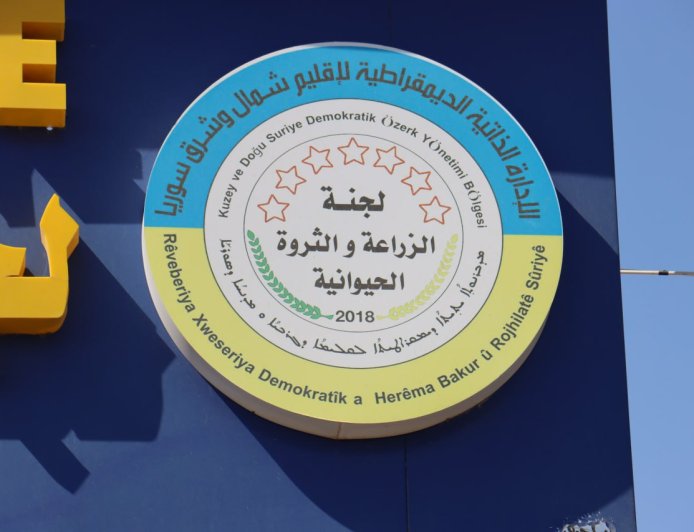 الإدارة الذاتية الديمقراطية لإقليم شمال وشرق سوريا
Kuzey ve Doğu Suriye Demokratik Özerk Yönetimi Bölgesi
لجنة
الزراعة و الثروة
الحيوانية
2018
Rêveberiya Xweseriya Demokratîk a Herêma Bakur û Rojhilatê Sûriyê